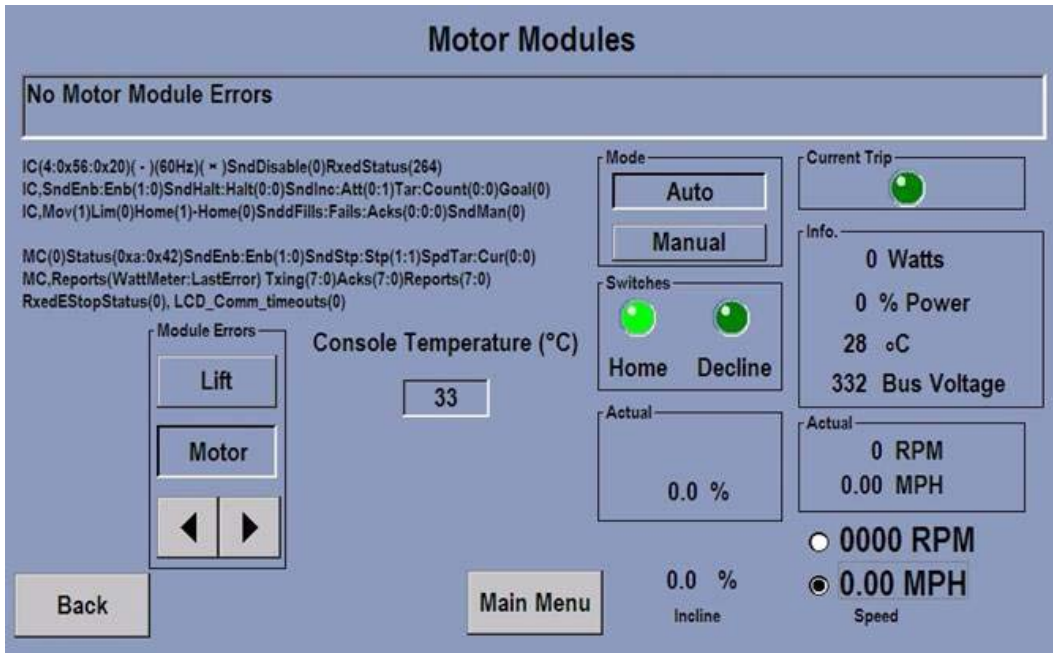 Motor Modules
No Motor Module Errors
IC(4:0x56:0x20)( - )(60Hz)( × )SndDisable(0)RxedStatus(264)
IC,SndEnb:Enb(1:0)SndHalt:Halt(0:0)SndInc:Att(0:1)Tar:Count(0:0)Goal(0)
IC,Mov(1)Lim(0)Home(1)-Home(0)SnddFills:Fails:Acks(0:0:0)SndMan(0)
MC(0)Status(0xa:0x42)SndEnb:Enb(1:0)SndStp:Stp(1:1)SpdTar:Cur(0:0)
MC,Reports(WattMeter:LastError) Txing(7:0)Acks(7:0)Reports(7:0)
RxedEStopStatus(0), LCD_Comm_timeouts(0)
Module Errors
Lift
Motor
Console Temperature (°C)
33
Mode
Auto
Manual
Switches
Home Decline
Actual
0.0 %
0.0 %
Incline
Current Trip
Info.
0 Watts
0 % Power
28 °C
332 Bus Voltage
Actual
0 RPM
0.00 MPH
0000 RPM
0.00 MPH
Speed
Back
Main Menu